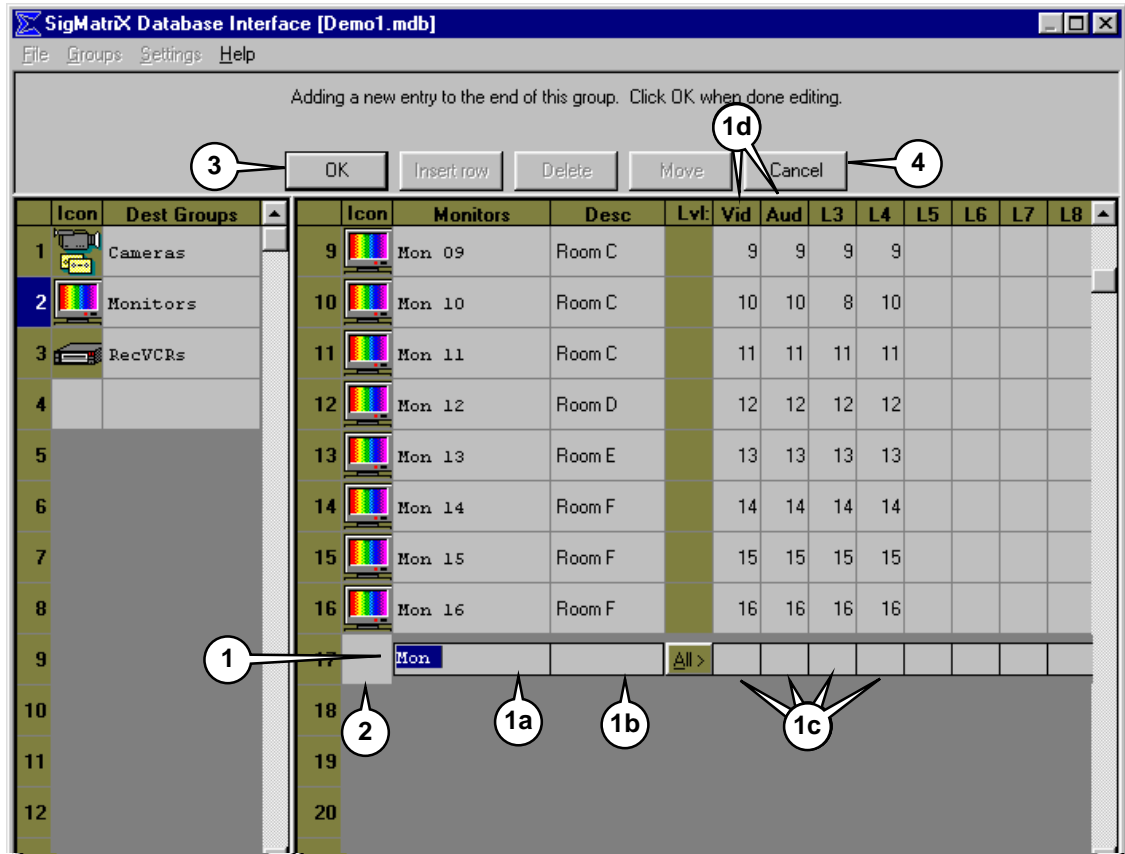 SigMatriX Database Interface [Demo1.mdb]
File Groups Settings Help
Adding a new entry to the end of this group. Click OK when done editing.
1d
3
OK Insert row Delete Move Cancel
4
Icon Dest Groups
1 Cameras
2 Monitors
3 RecVCRs
4
5
6
7
8
9
10
11
12
Icon Monitors Desc Lvl: Vid Aud L3 L4 L5 L6 L7 L8
9 Mon 09 Room C 9 9 9 9
10 Mon 10 Room C 10 10 8 10
11 Mon 11 Room C 11 11 11 11
12 Mon 12 Room D 12 12 12 12
13 Mon 13 Room E 13 13 13 13
14 Mon 14 Room F 14 14 14 14
15 Mon 15 Room F 15 15 15 15
16 Mon 16 Room F 16 16 16 16
17 Mon All >
18
19
20
1
2
1a
1b
1c